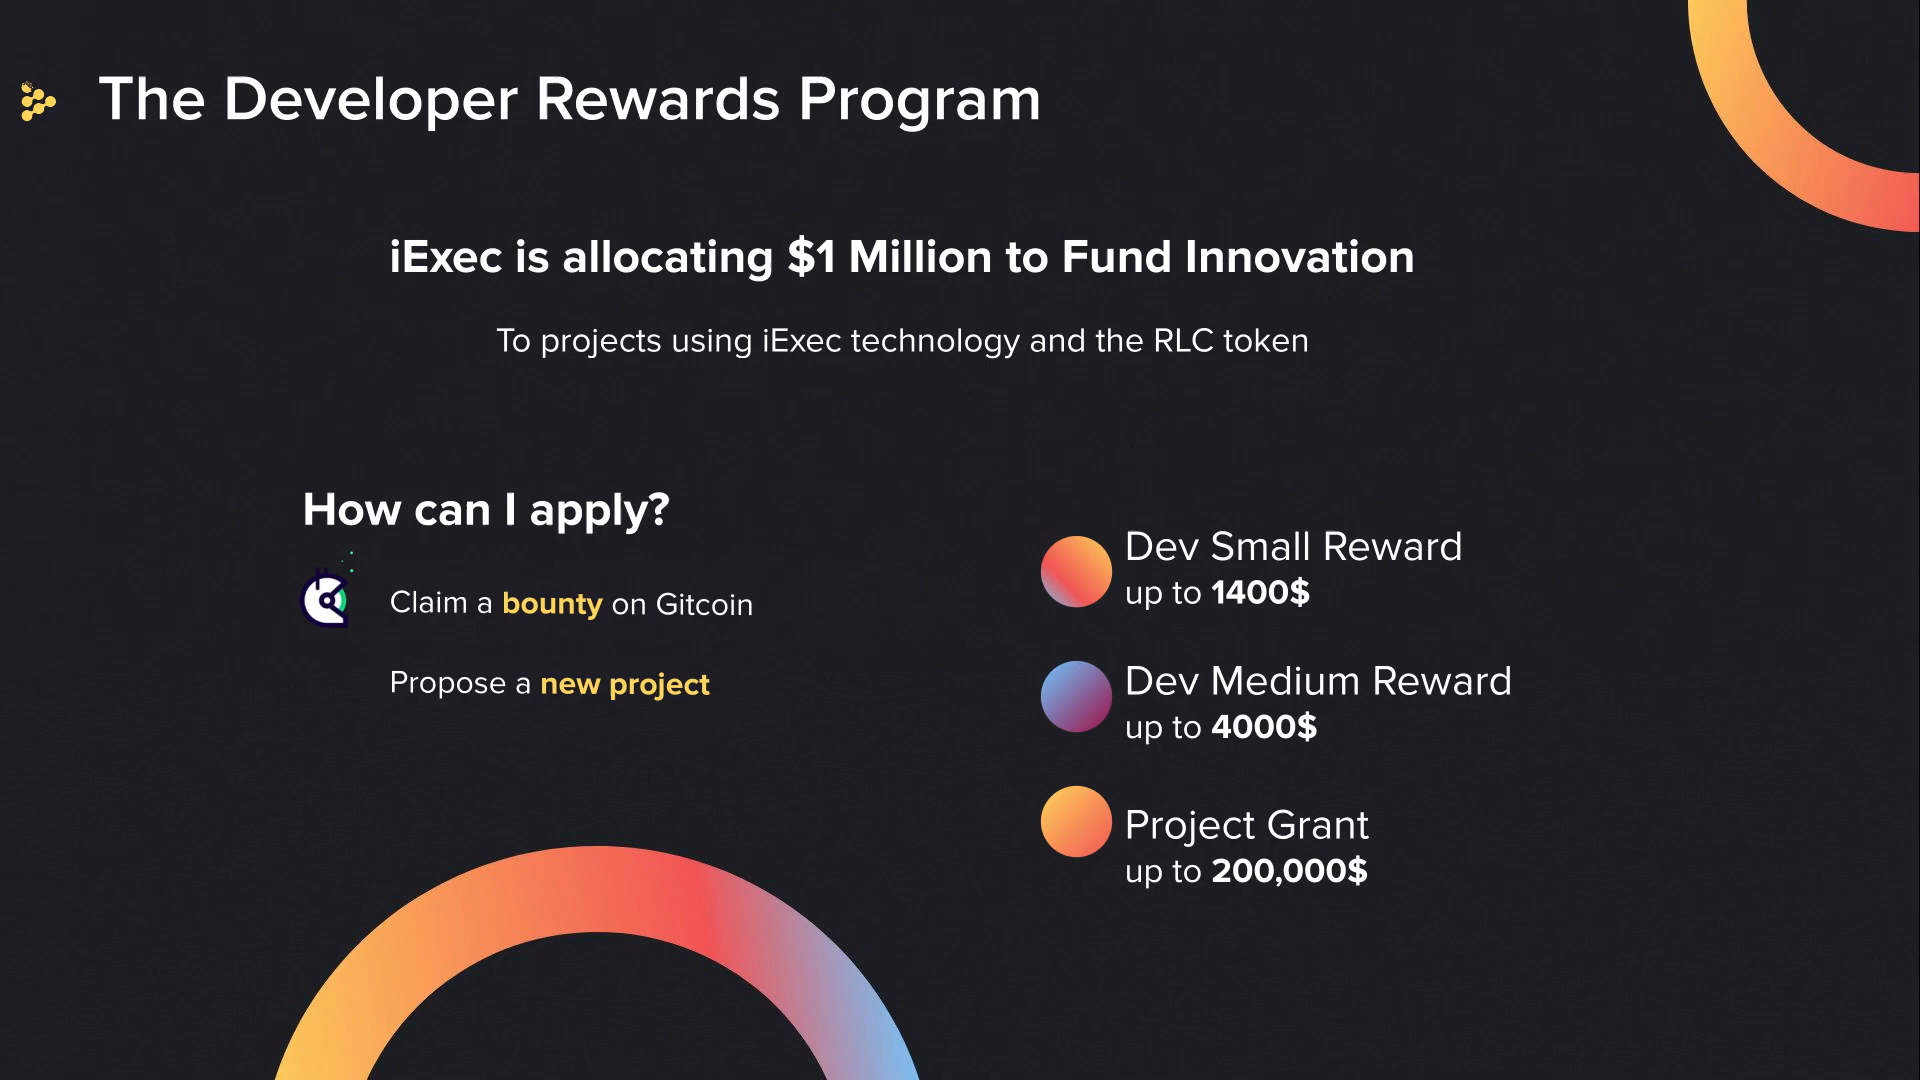 The Developer Rewards Program
iExec is allocating $1 Million to Fund Innovation
To projects using iExec technology and the RLC token
How can I apply?
Claim a bounty on Gitcoin
Propose a new project
Dev Small Reward
up to 1400$
Dev Medium Reward
up to 4000$
Project Grant
up to 200,000$